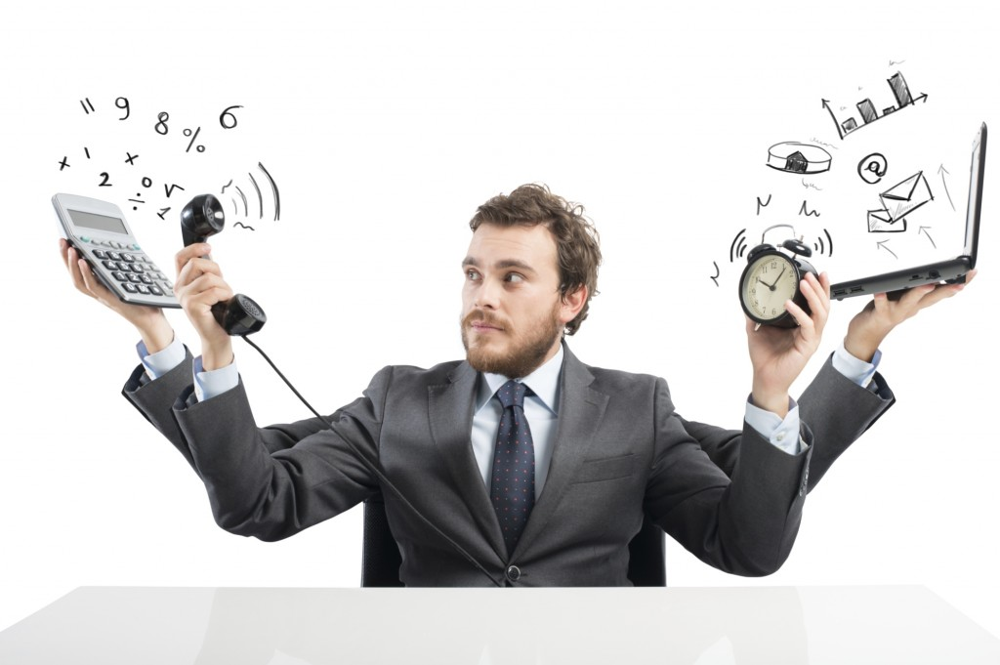 = 9 8 % 6
x 1 x
2 0 √
÷ 1
@